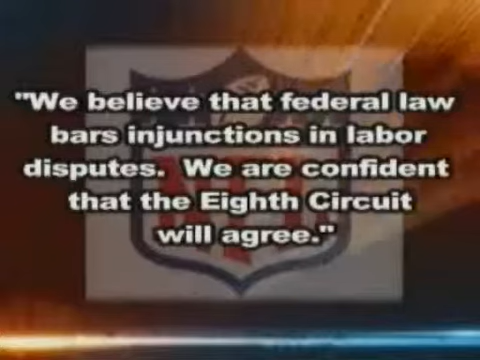 "We believe that federal law
bars injunctions in labor
disputes. We are confident
that the Eighth Circuit
will agree."
NFL